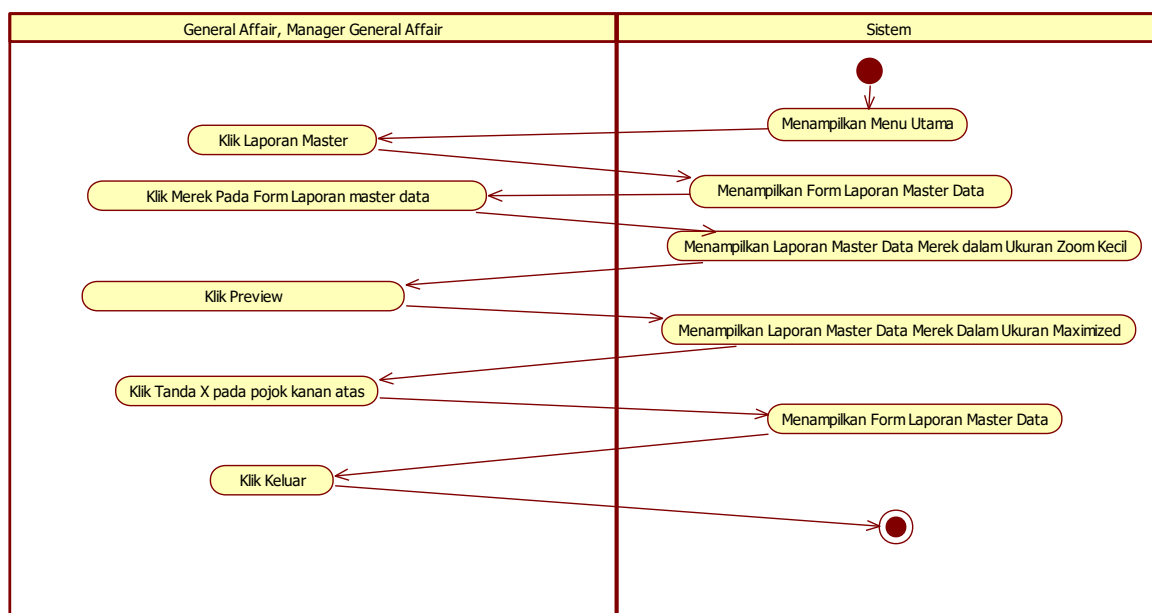 General Affair, Manager General Affair
Sistem
Menampilkan Menu Utama
Klik Laporan Master
Menampilkan Form Laporan Master Data
Klik Merek Pada Form Laporan master data
Menampilkan Laporan Master Data Merek dalam Ukuran Zoom Kecil
Klik Preview
Menampilkan Laporan Master Data Merek Dalam Ukuran Maximized
Klik Tanda X pada pojok kanan atas
Menampilkan Form Laporan Master Data
Klik Keluar